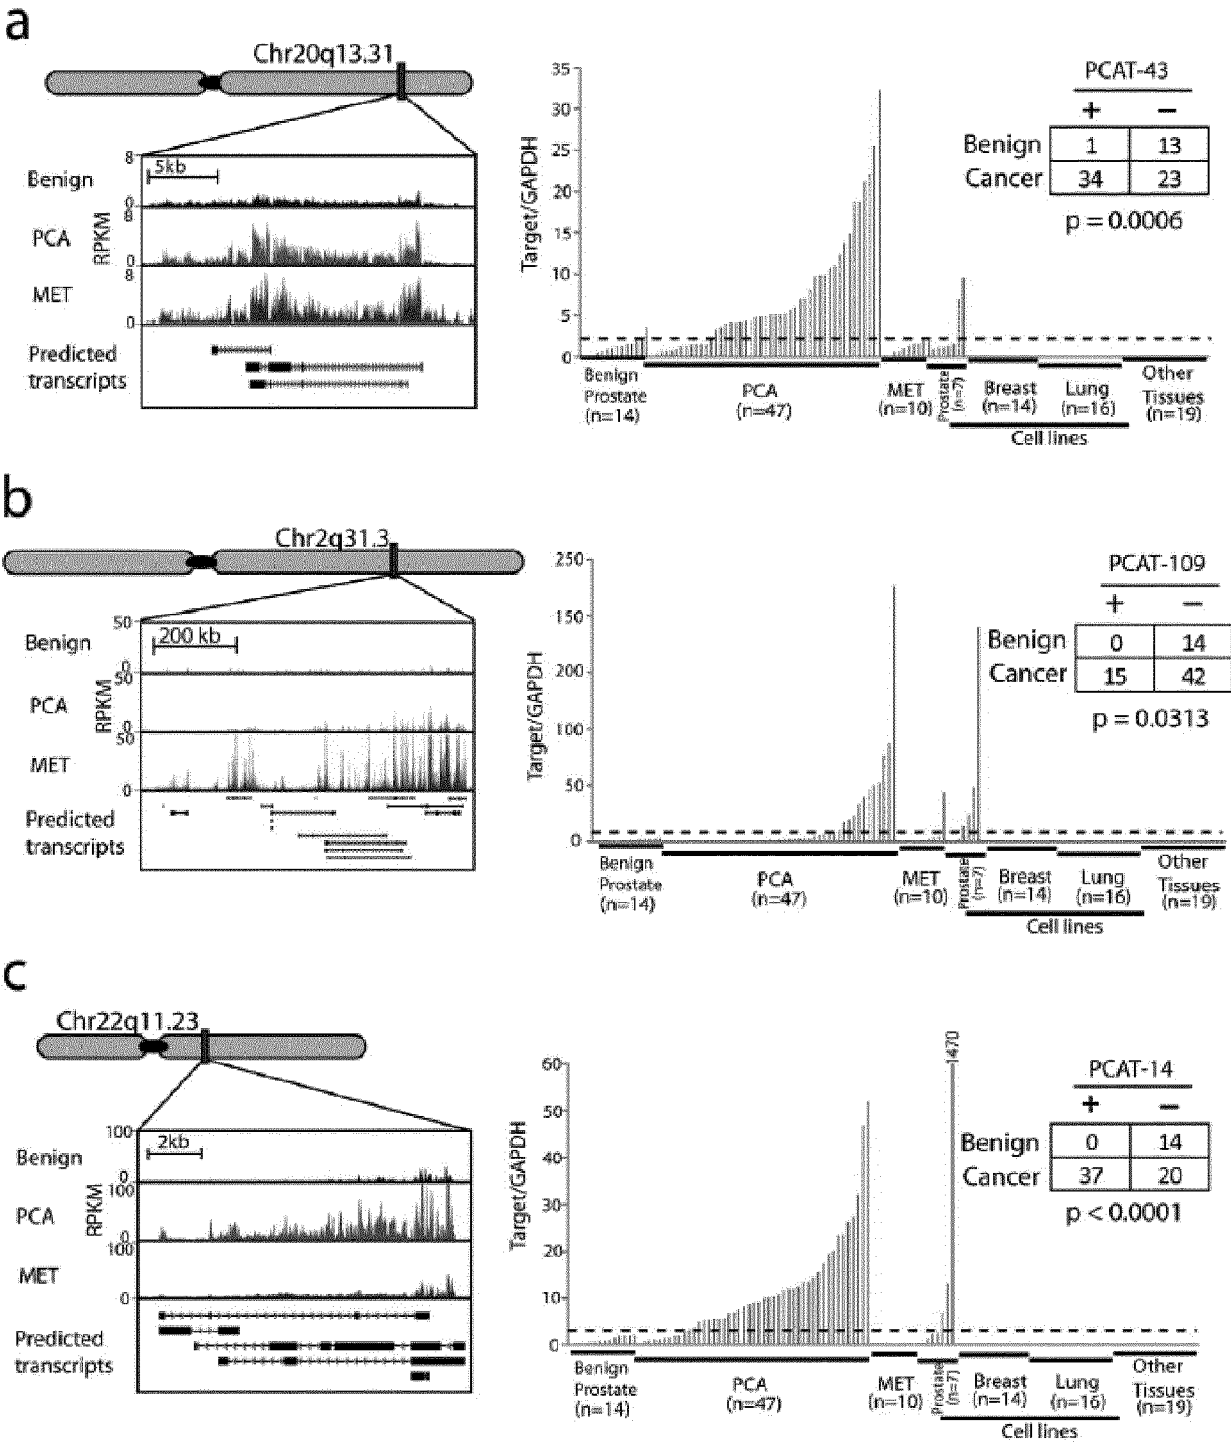 a
Chr20q13.31
8
5kb
Benign
0
8
PCA
RPKM
0
8
MET
0
Predicted
transcripts
35
30
25
20
15
10
5
0
Target/GAPDH
Benign
Prostate
(n=14)
PCA
(n=47)
MET
(n=10)
Prostate
(n=7)
Breast
(n=14)
Lung
(n=16)
Other
Tissues
(n=19)
Cell lines
PCAT-43
+ −
Benign 1 13
Cancer 34 23
p = 0.0006
b
Chr2q31.3
50
200 kb
Benign
0
50
PCA
RPKM
0
50
MET
0
Predicted
transcripts
250
150
200
100
50
0
Target/GAPDH
Benign
Prostate
(n=14)
PCA
(n=47)
MET
(n=10)
Prostate
(n=7)
Breast
(n=14)
Lung
(n=16)
Other
Tissues
(n=19)
Cell lines
PCAT-109
+ −
Benign 0 14
Cancer 15 42
p = 0.0313
c
Chr22q11.23
100
2kb
Benign
0
100
PCA
RPKM
0
100
MET
0
Predicted
transcripts
1470
60
50
40
30
20
10
0
Target/GAPDH
Benign
Prostate
(n=14)
PCA
(n=47)
MET
(n=10)
Prostate
(n=7)
Breast
(n=14)
Lung
(n=16)
Other
Tissues
(n=19)
Cell lines
PCAT-14
+ −
Benign 0 14
Cancer 37 20
p < 0.0001